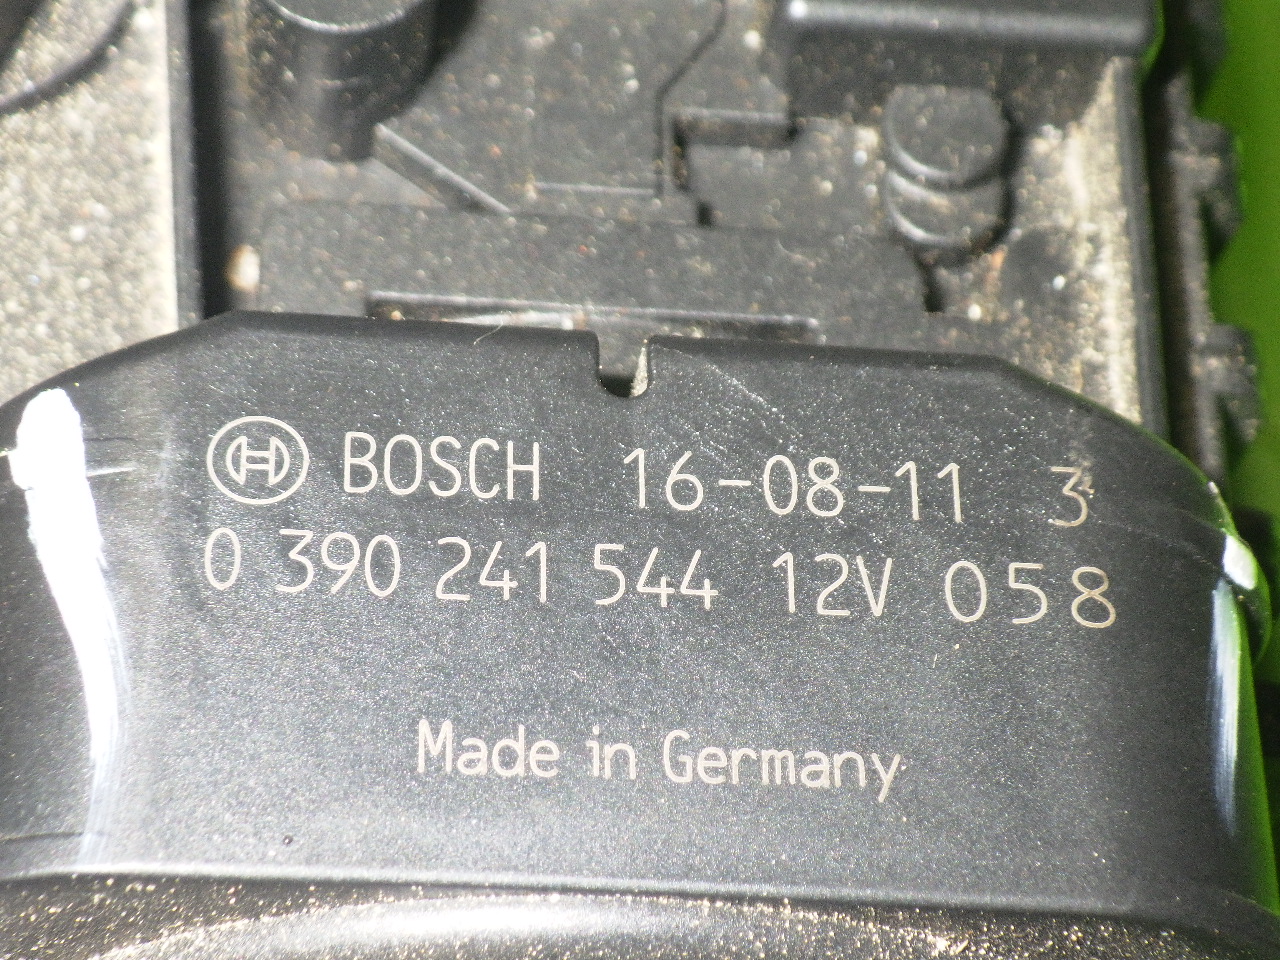 BOSCH 16-08-11 3
0 390 241 544 12V 058
Made in Germany